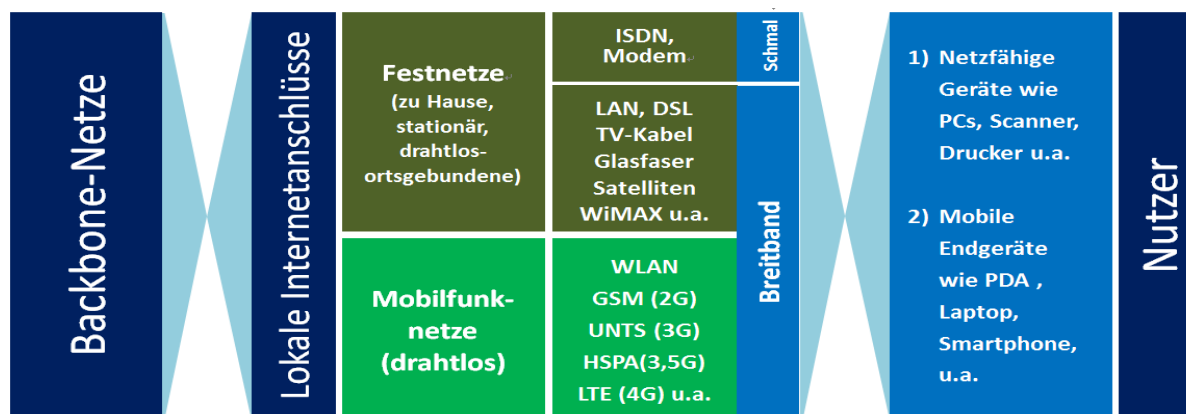 Backbone-Netze
Lokale Internetanschlüsse
Festnetze
(zu Hause,
stationär,
drahtlos-
ortsgebundene)
Mobilfunk-
netze
(drahtlos)
ISDN,
Modem
LAN, DSL
TV-Kabel
Glasfaser
Satelliten
WiMAX u.a.
WLAN
GSM (2G)
UNTS (3G)
HSPA(3,5G)
LTE (4G) u.a.
Schmal
Breitband
1) Netzfähige
Geräte wie
PCs, Scanner,
Drucker u.a.
2) Mobile
Endgeräte
wie PDA ,
Laptop,
Smartphone,
u.a.
Nutzer